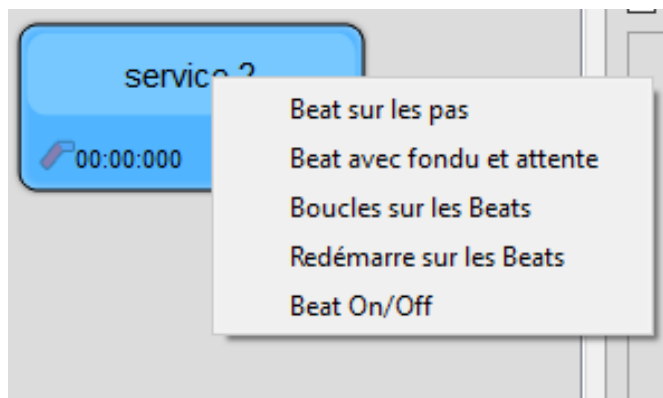 service 2
00:00:000
Beat sur les pas
Beat avec fondu et attente
Boucles sur les Beats
Redémarre sur les Beats
Beat On/Off